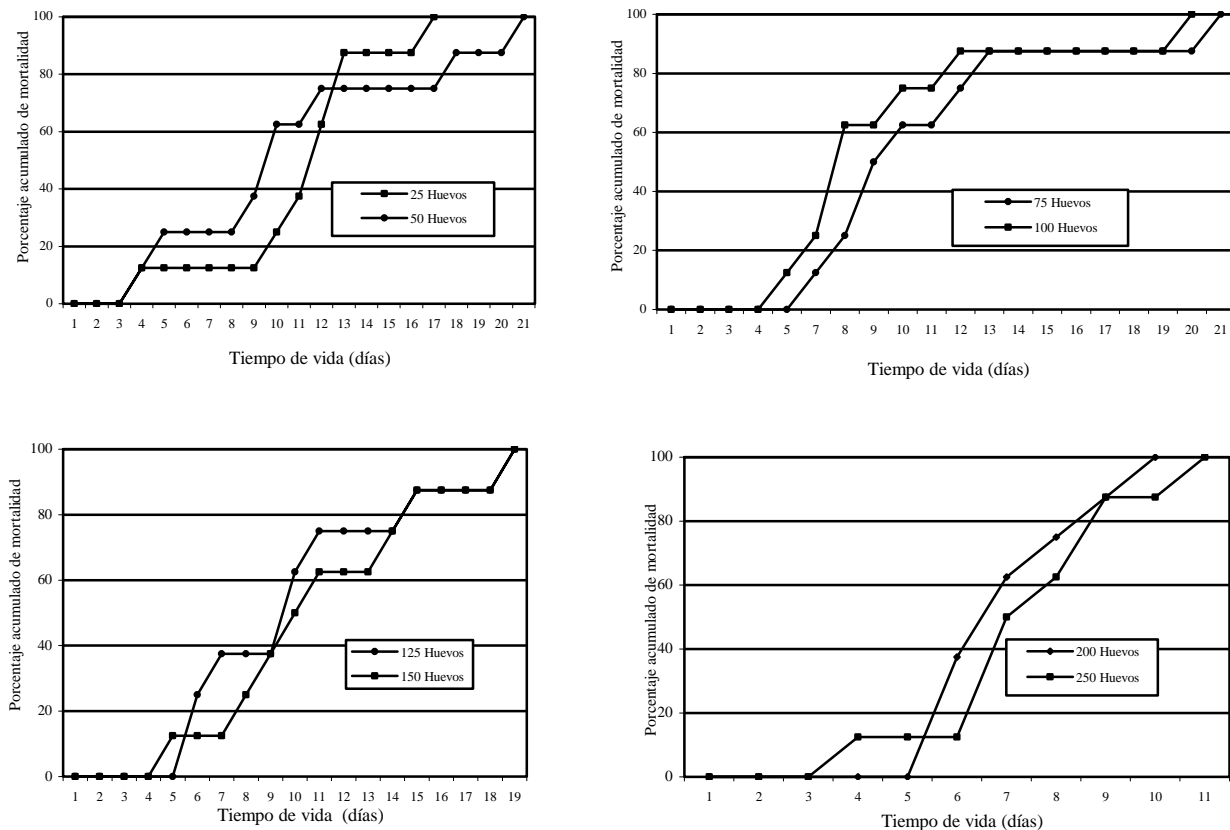 Porcentaje acumulado de mortalidad
100
80
60
40
20
0
25 Huevos
50 Huevos
1 2 3 4 5 6 7 8 9 10 11 12 13 14 15 16 17 18 19 20 21
Tiempo de vida (días)
Porcentaje acumulado de mortalidad
100
80
60
40
20
0
75 Huevos
100 Huevos
1 2 3 4 5 7 8 9 10 11 12 13 14 15 16 17 18 19 20 21
Tiempo de vida (días)
Porcentaje acumulado de mortalidad
100
80
60
40
20
0
125 Huevos
150 Huevos
1 2 3 4 5 6 7 8 9 10 11 12 13 14 15 16 17 18 19
Tiempo de vida (días)
Porcentaje acumulado de mortalidad
100
80
60
40
20
0
200 Huevos
250 Huevos
1 2 3 4 5 6 7 8 9 10 11
Tiempo de vida (días)